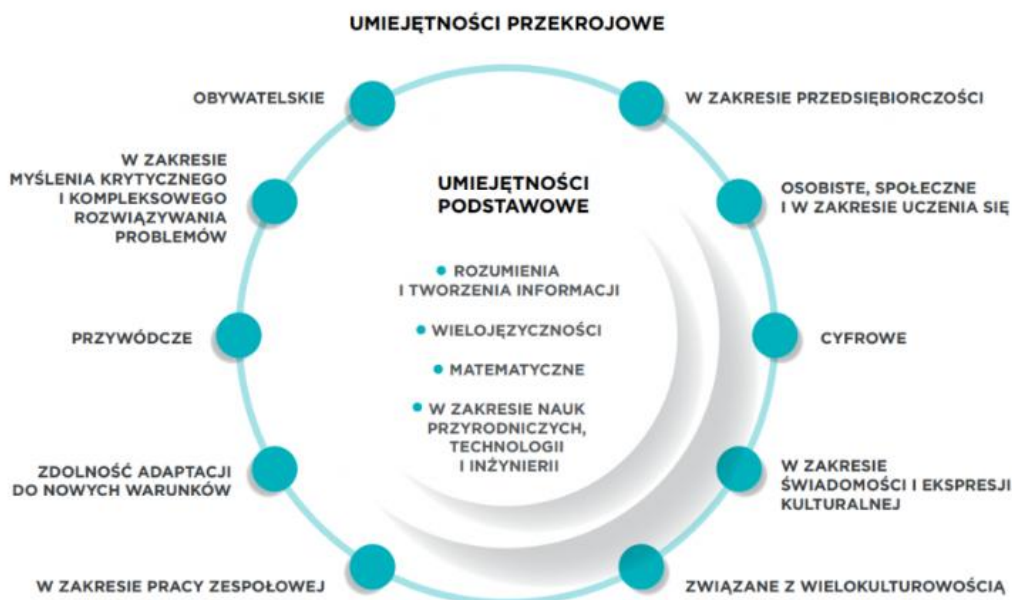 UMIEJĘTNOŚCI PRZEKROJOWE
OBYWATELSKIE
W ZAKRESIE PRZEDSIĘBIORCZOŚCI
W ZAKRESIE
MYŚLENIA KRYTYCZNEGO
I KOMPLEKSOWEGO
ROZWIĄZYWANIA
PROBLEMÓW
OSOBISTE, SPOŁECZNE
I W ZAKRESIE UCZENIA SIĘ
PRZYWÓDCZE
CYFROWE
ZDOLNOŚĆ ADAPTACJI
DO NOWYCH WARUNKÓW
W ZAKRESIE
ŚWIADOMOŚCI I EKSPRESJI
KULTURALNEJ
W ZAKRESIE PRACY ZESPOŁOWEJ
ZWIĄZANE Z WIELOKULTUROWOŚCIĄ
UMIEJĘTNOŚCI
PODSTAWOWE
• ROZUMIENIA
I TWORZENIA INFORMACJI
• WIELOJĘZYCZNOŚCI
• MATEMATYCZNE
• W ZAKRESIE NAUK
PRZYRODNICZYCH,
TECHNOLOGII
I INŻYNIERII